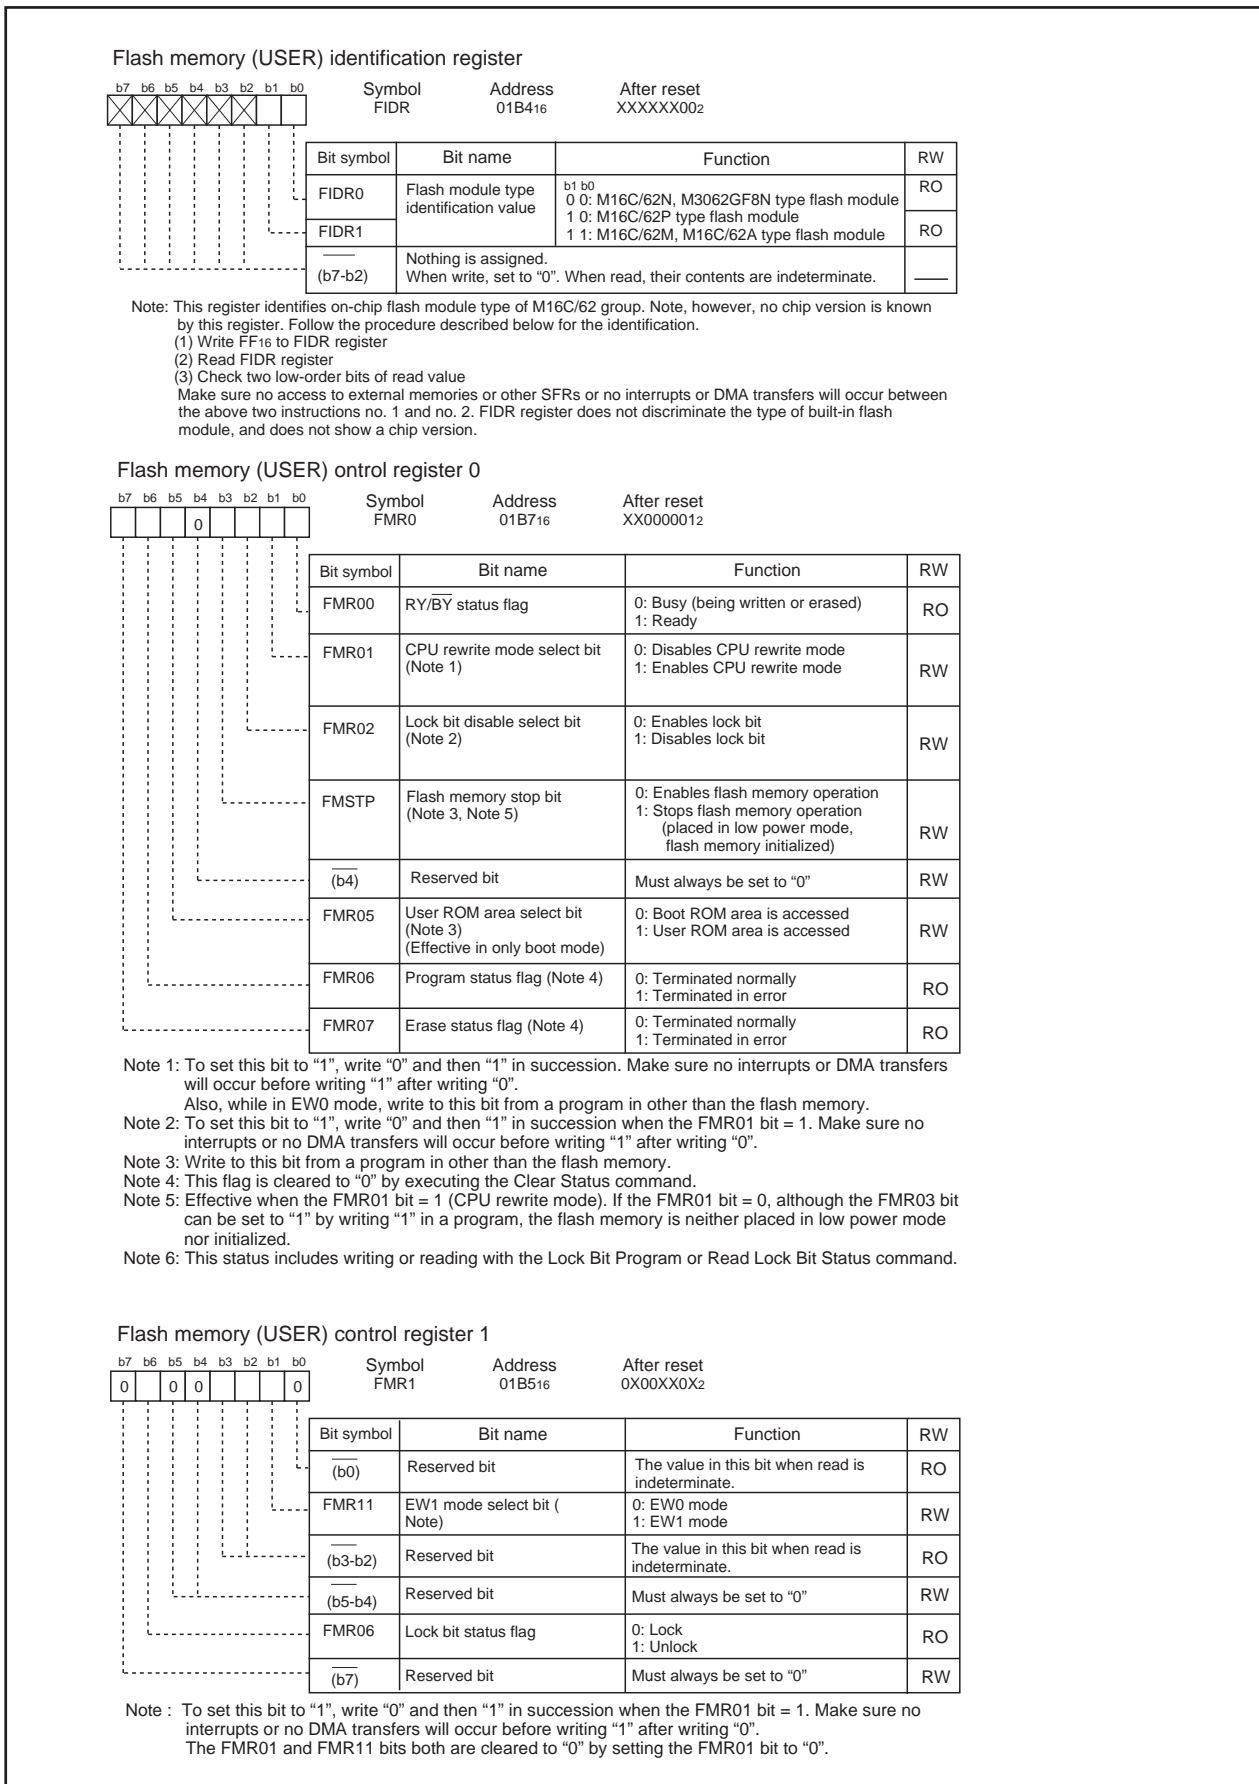 Flash memory (USER) identification register
b7 b6 b5 b4 b3 b2 b1 b0
Symbol Address After reset
FIDR 01B416 XXXXXX002
Bit symbol Bit name Function RW
FIDR0 Flash module type identification value b1 b0 RO
0 0: M16C/62N, M3062GF8N type flash module
1 0: M16C/62P type flash module
FIDR1 1 1: M16C/62M, M16C/62A type flash module RO
(b7-b2) Nothing is assigned.
When write, set to “0”. When read, their contents are indeterminate.
Note: This register identifies on-chip flash module type of M16C/62 group. Note, however, no chip version is known
by this register. Follow the procedure described below for the identification.
(1) Write FF16 to FIDR register
(2) Read FIDR register
(3) Check two low-order bits of read value
Make sure no access to external memories or other SFRs or no interrupts or DMA transfers will occur between
the above two instructions no. 1 and no. 2. FIDR register does not discriminate the type of built-in flash
module, and does not show a chip version.
Flash memory (USER) ontrol register 0
b7 b6 b5 b4 b3 b2 b1 b0
0
Symbol Address After reset
FMR0 01B716 XX0000012
Bit symbol Bit name Function RW
FMR00 RY/BY status flag 0: Busy (being written or erased) RO
1: Ready
FMR01 CPU rewrite mode select bit 0: Disables CPU rewrite mode
(Note 1) 1: Enables CPU rewrite mode RW
FMR02 Lock bit disable select bit 0: Enables lock bit
(Note 2) 1: Disables lock bit RW
FMSTP Flash memory stop bit 0: Enables flash memory operation
(Note 3, Note 5) 1: Stops flash memory operation
(placed in low power mode, RW
flash memory initialized)
(b4) Reserved bit Must always be set to “0” RW
FMR05 User ROM area select bit 0: Boot ROM area is accessed
(Note 3) 1: User ROM area is accessed RW
(Effective in only boot mode)
FMR06 Program status flag (Note 4) 0: Terminated normally RO
1: Terminated in error
FMR07 Erase status flag (Note 4) 0: Terminated normally RO
1: Terminated in error
Note 1: To set this bit to “1”, write “0” and then “1” in succession. Make sure no interrupts or DMA transfers
will occur before writing “1” after writing “0”.
Also, while in EW0 mode, write to this bit from a program in other than the flash memory.
Note 2: To set this bit to “1”, write “0” and then “1” in succession when the FMR01 bit = 1. Make sure no
interrupts or no DMA transfers will occur before writing “1” after writing “0”.
Note 3: Write to this bit from a program in other than the flash memory.
Note 4: This flag is cleared to “0” by executing the Clear Status command.
Note 5: Effective when the FMR01 bit = 1 (CPU rewrite mode). If the FMR01 bit = 0, although the FMR03 bit
can be set to “1” by writing “1” in a program, the flash memory is neither placed in low power mode
nor initialized.
Note 6: This status includes writing or reading with the Lock Bit Program or Read Lock Bit Status command.
Flash memory (USER) control register 1
b7 b6 b5 b4 b3 b2 b1 b0
0 0 0 0
Symbol Address After reset
FMR1 01B516 0X00XX0X2
Bit symbol Bit name Function RW
(b0) Reserved bit The value in this bit when read is RO
indeterminate.
FMR11 EW1 mode select bit ( 0: EW0 mode
Note) 1: EW1 mode RW
(b3-b2) Reserved bit The value in this bit when read is RO
indeterminate.
(b5-b4) Reserved bit Must always be set to “0” RW
FMR06 Lock bit status flag 0: Lock RO
1: Unlock
(b7) Reserved bit Must always be set to “0” RW
Note : To set this bit to “1”, write “0” and then “1” in succession when the FMR01 bit = 1. Make sure no
interrupts or no DMA transfers will occur before writing “1” after writing “0”.
The FMR01 and FMR11 bits both are cleared to “0” by setting the FMR01 bit to “0”.